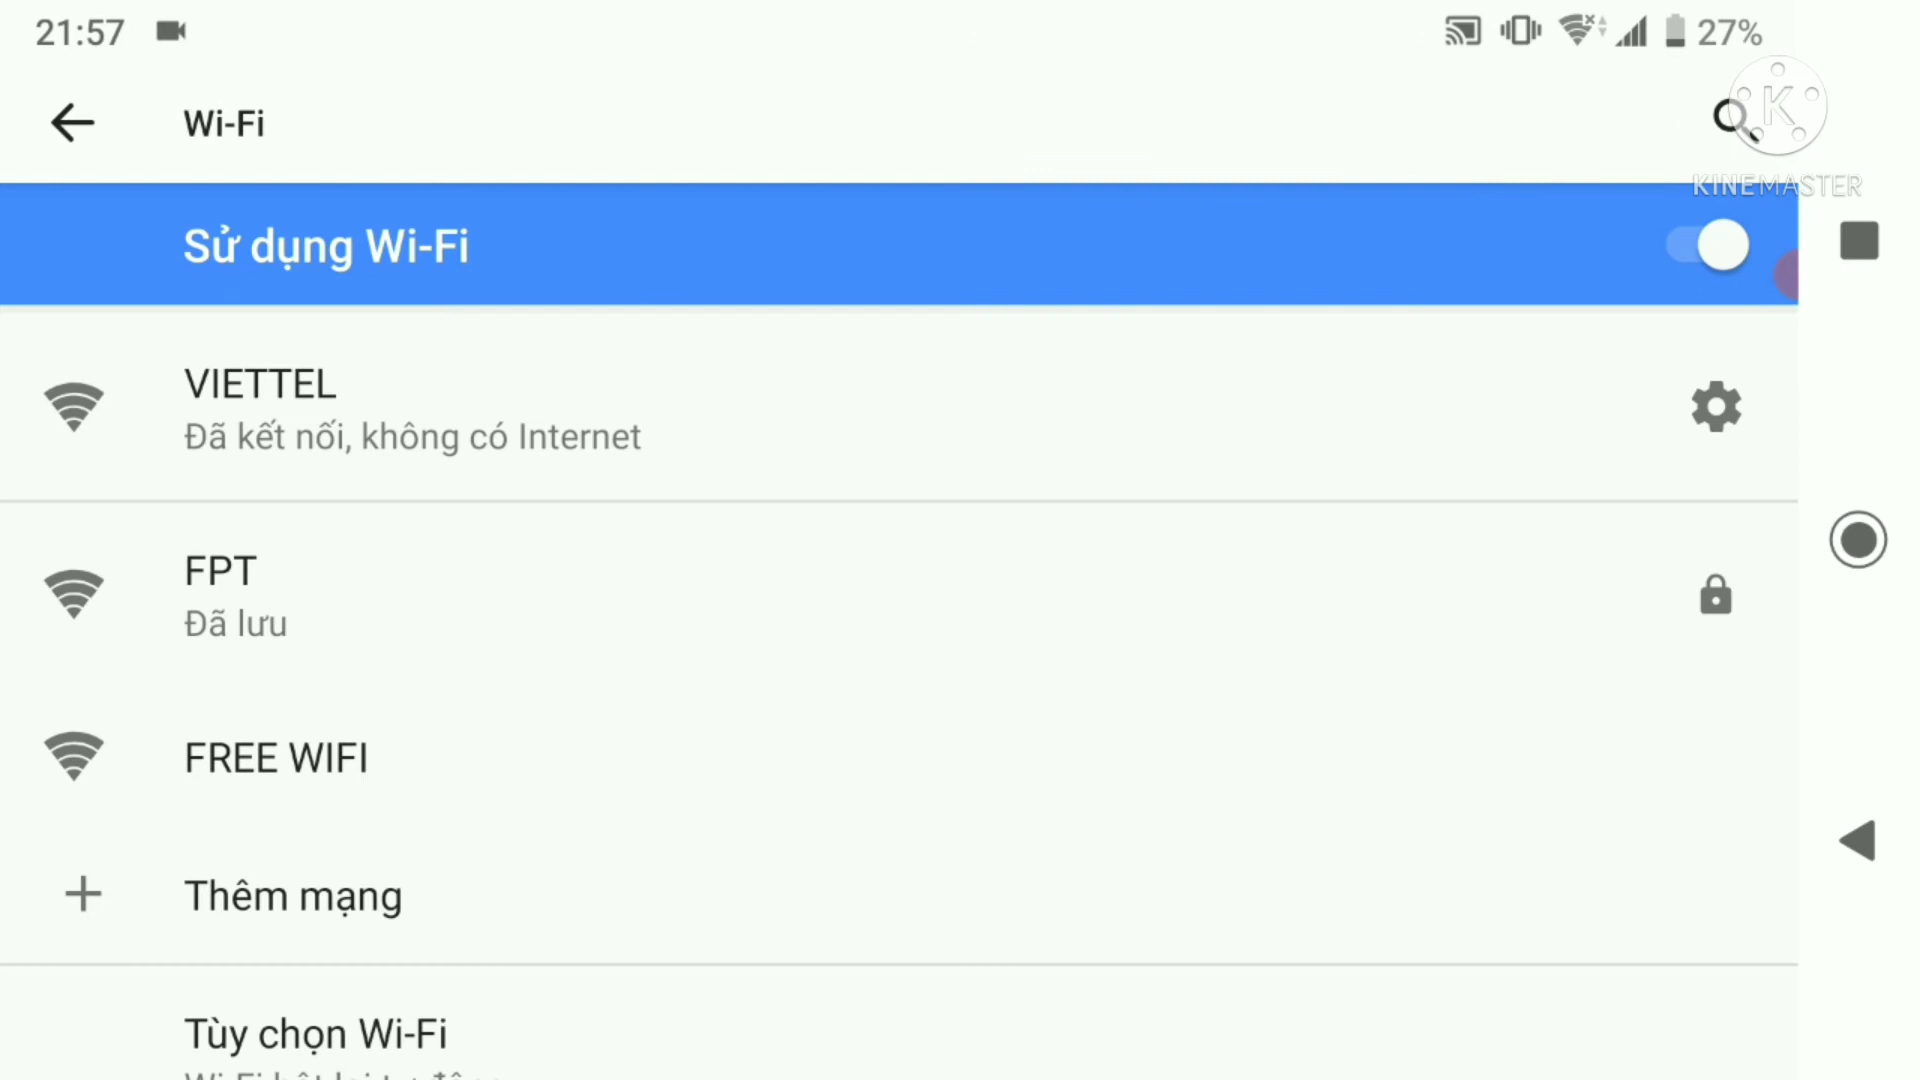 21:57
27%
Wi-Fi
K
KINEMASTER
Sử dụng Wi-Fi
VIETTEL
Đã kết nối, không có Internet
FPT
Đã lưu
FREE WIFI
Thêm mạng
Tùy chọn Wi-Fi